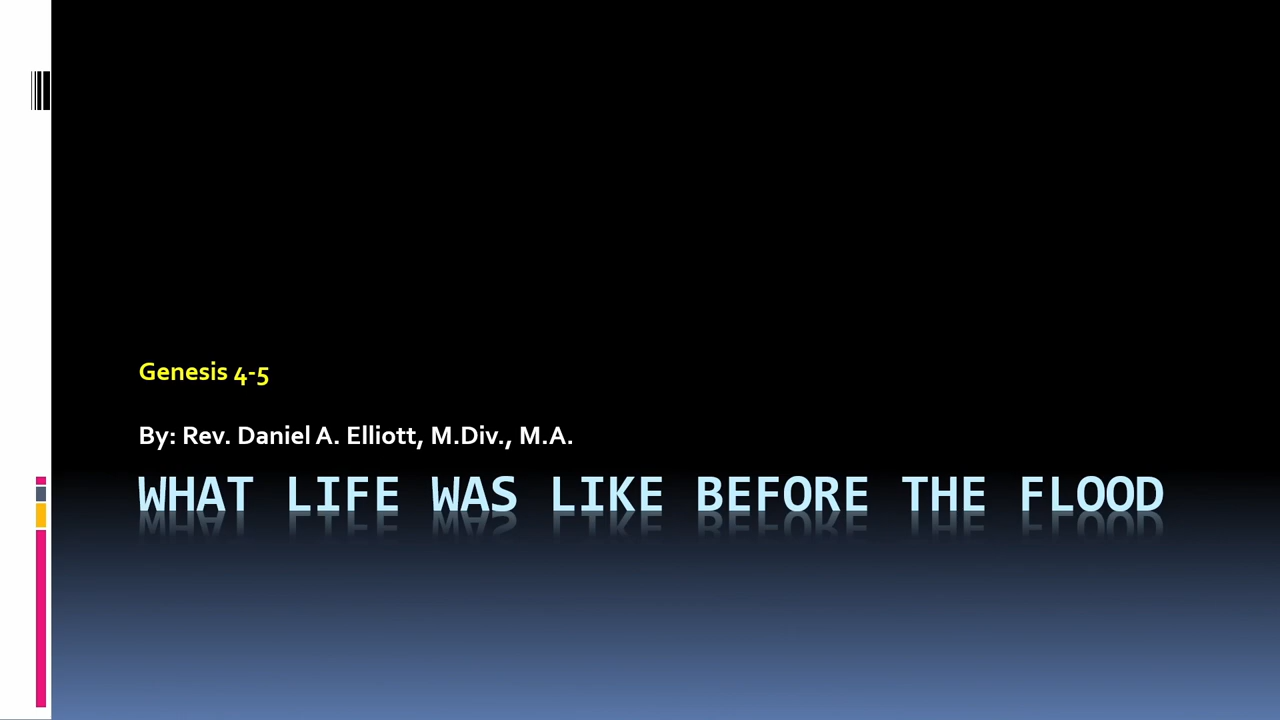 Genesis 4-5
By: Rev. Daniel A. Elliott, M.Div., M.A.
WHAT LIFE WAS LIKE BEFORE THE FLOOD